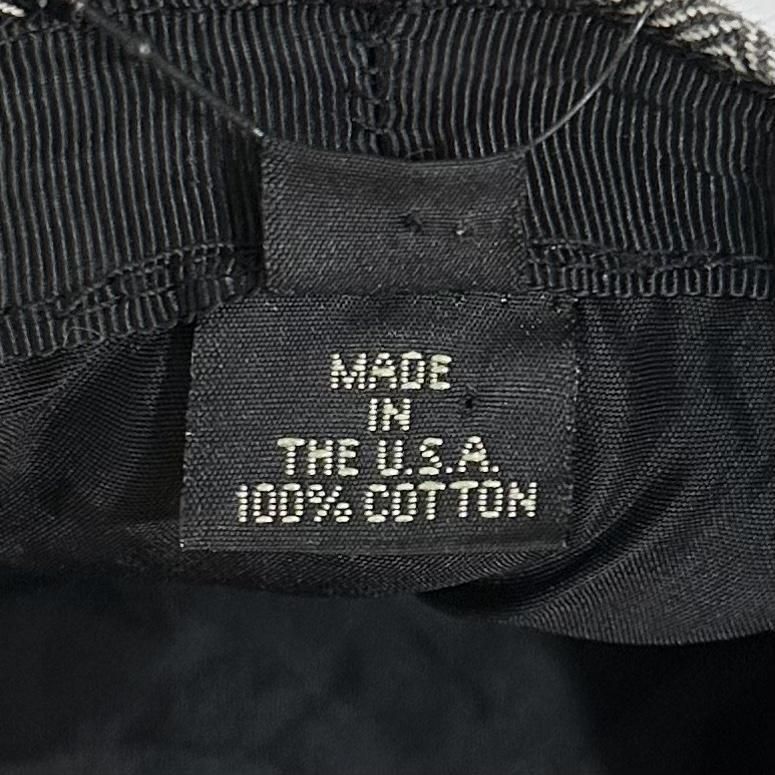 MADE
IN
THE U.S.A.
100% COTTON